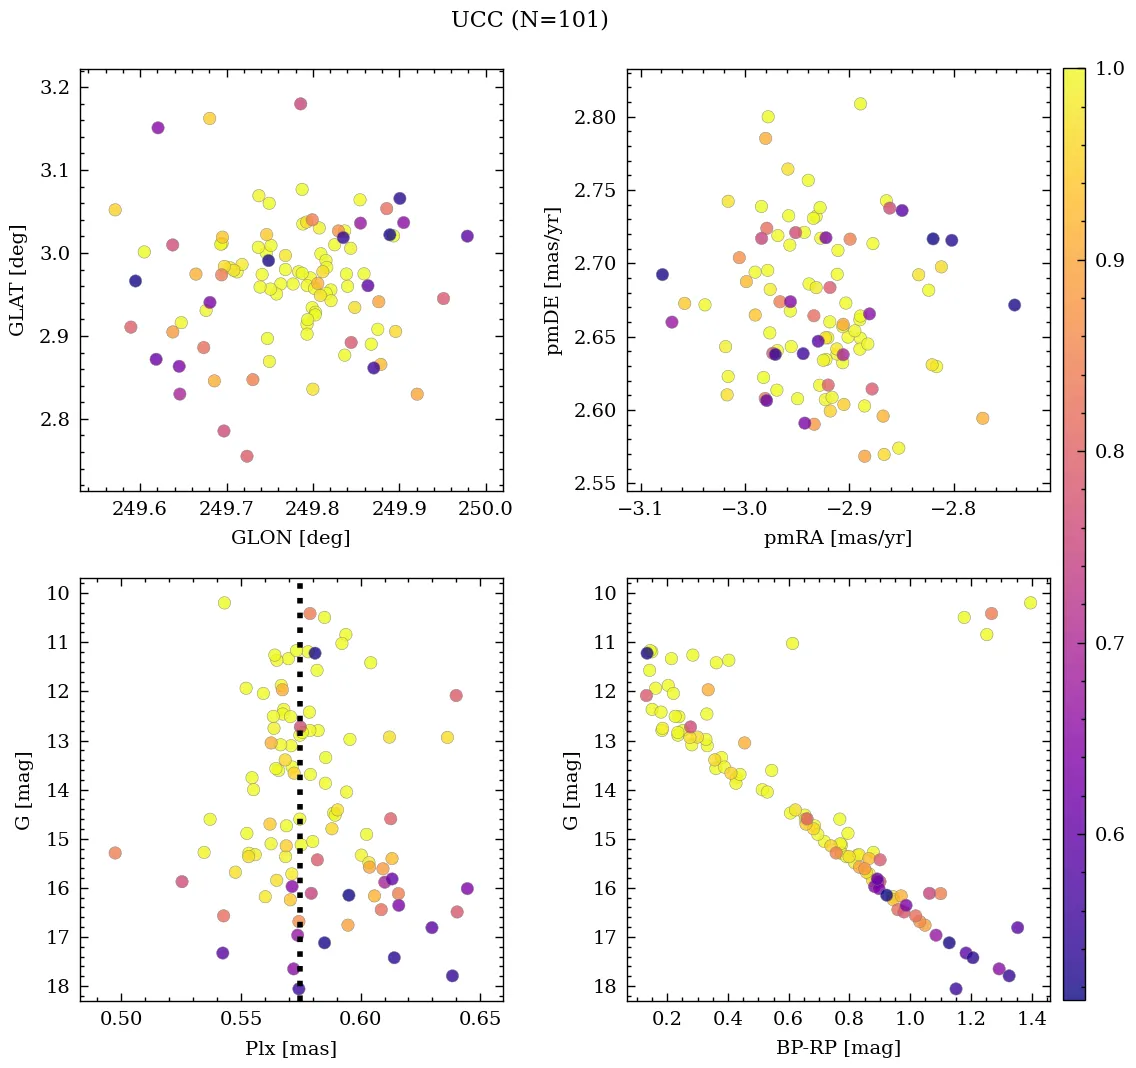 UCC (N=101)
3.2
3.1
3.0
2.9
2.8
GLAT [deg]
249.6 249.7 249.8 249.9 250.0
GLON [deg]
2.80
2.75
2.70
2.65
2.60
2.55
pmDE [mas/yr]
−3.1 −3.0 −2.9 −2.8
pmRA [mas/yr]
10
11
12
13
14
15
16
17
18
G [mag]
0.50 0.55 0.60 0.65
Plx [mas]
10
11
12
13
14
15
16
17
18
G [mag]
0.2 0.4 0.6 0.8 1.0 1.2 1.4
BP-RP [mag]
1.0
0.9
0.8
0.7
0.6